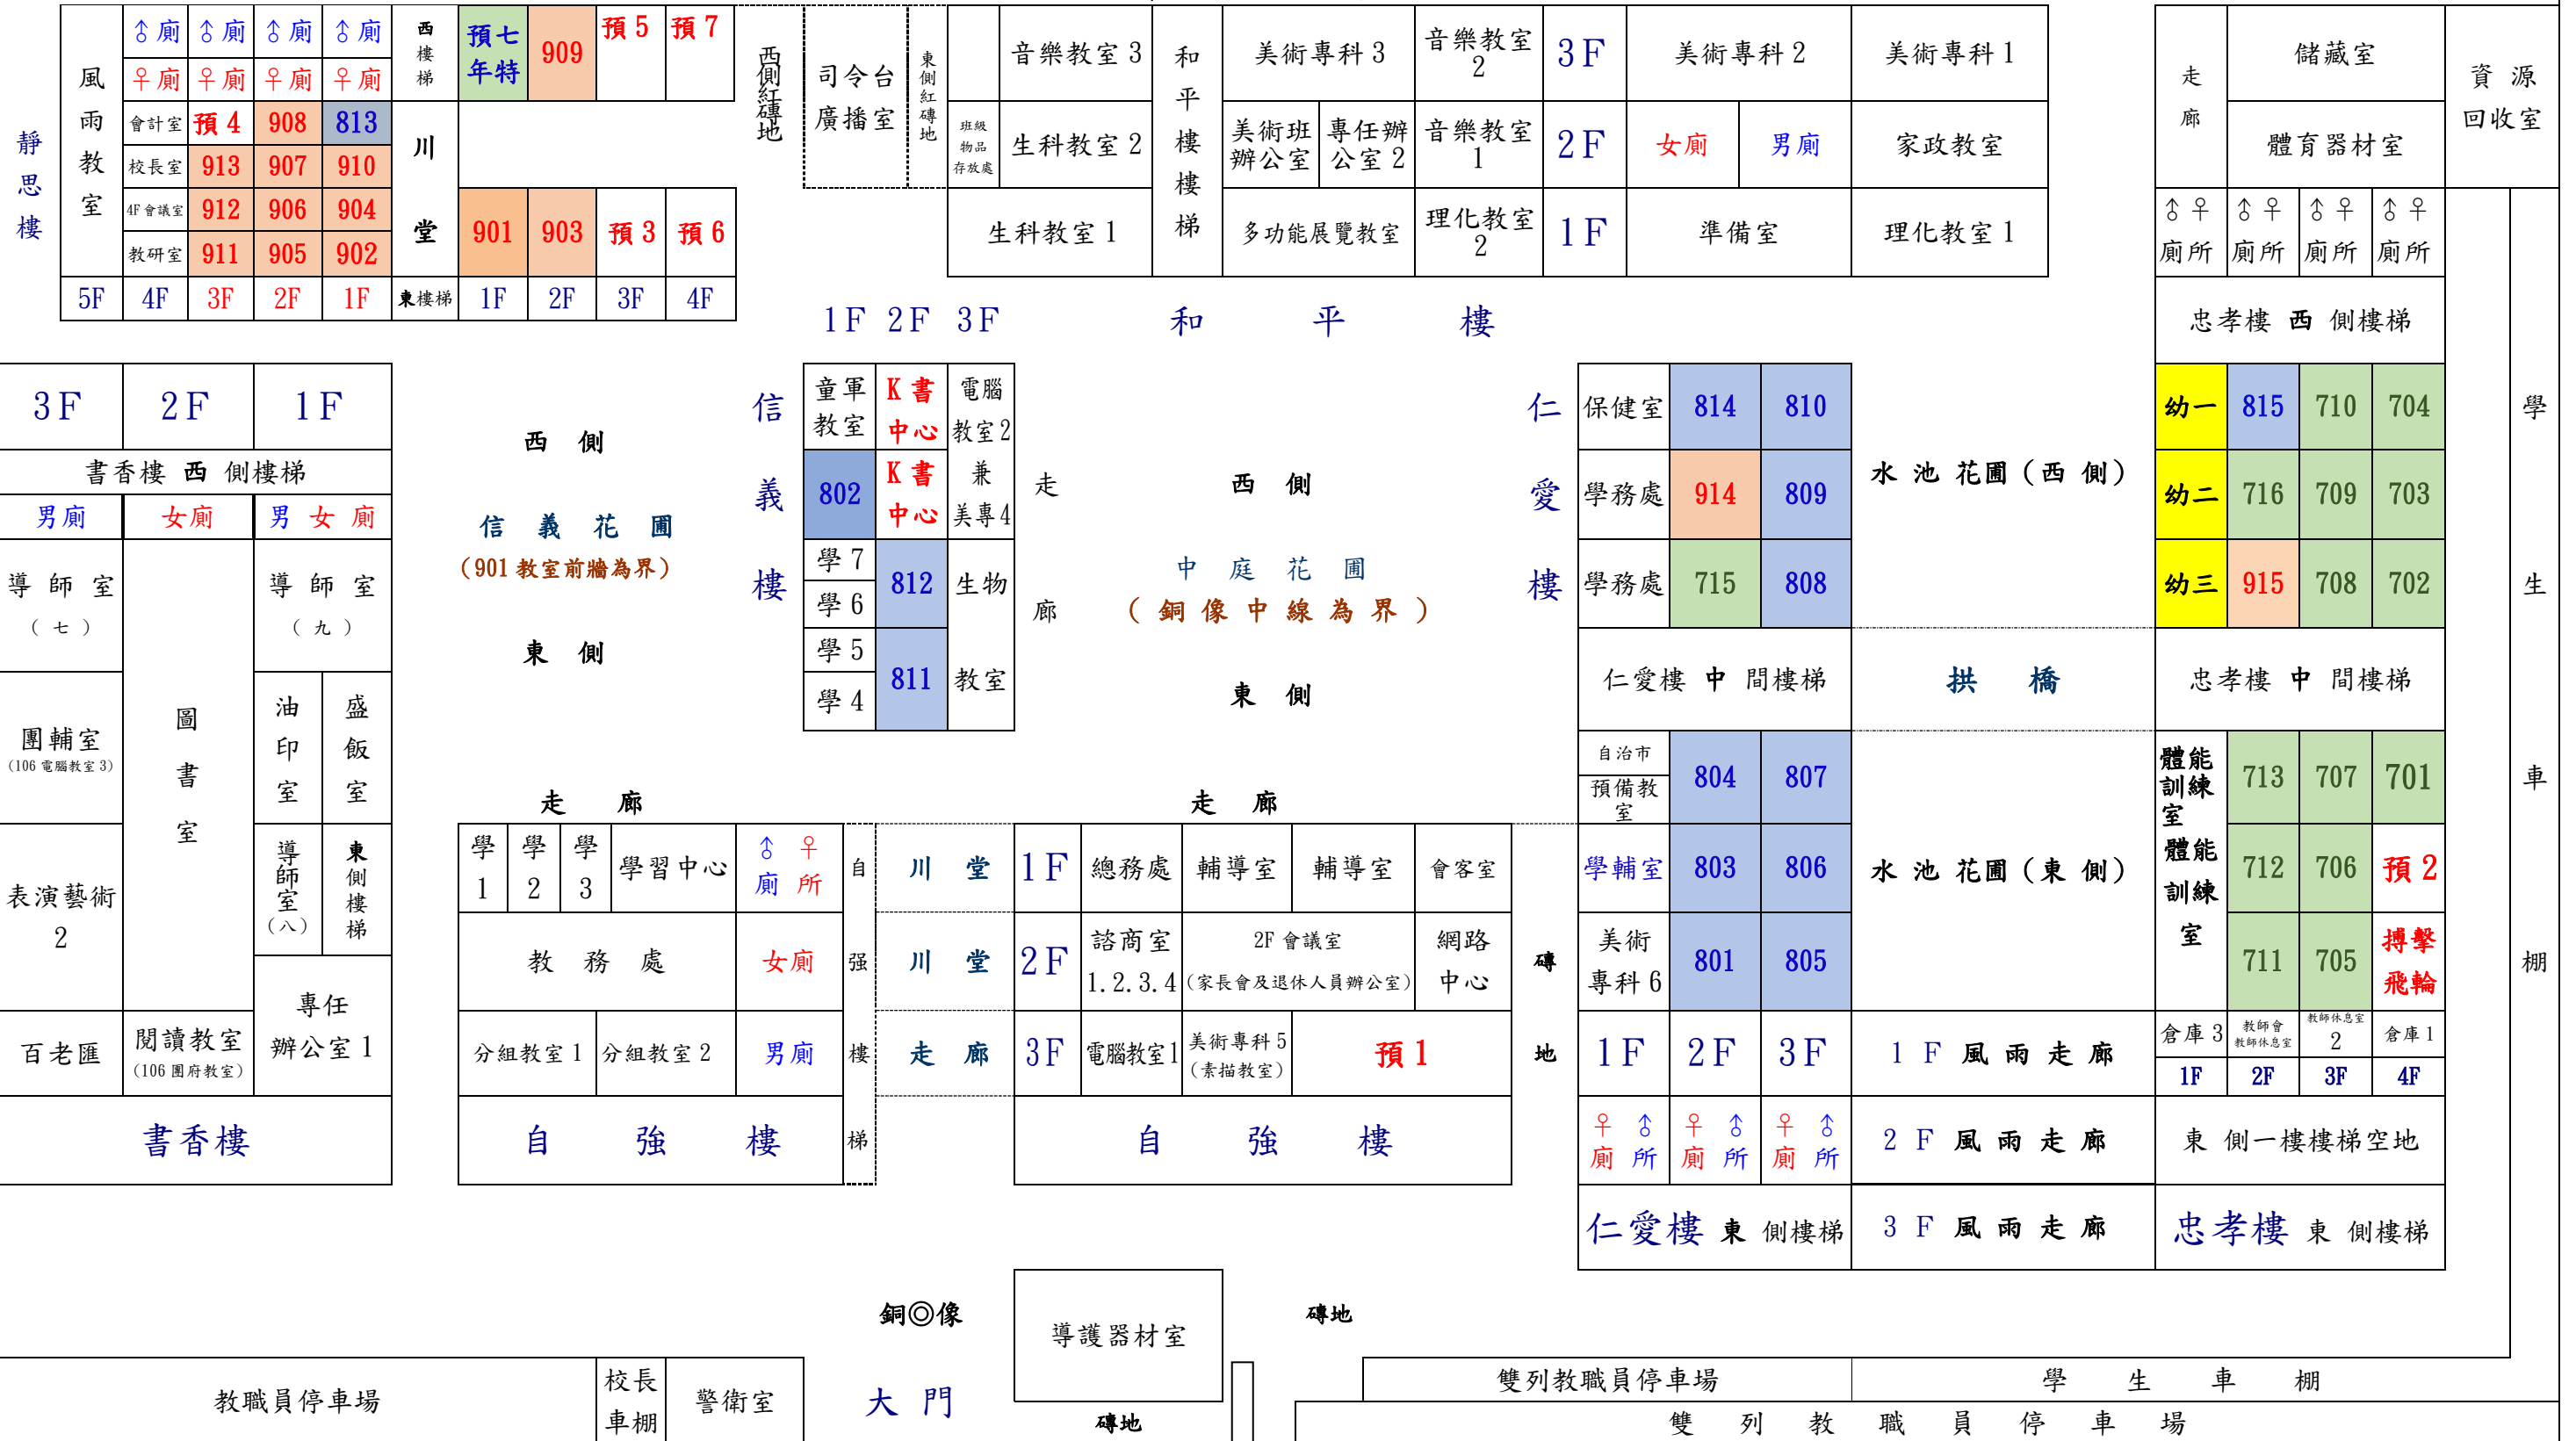 靜思樓
風雨教室
♂廁 ♂廁 ♂廁 ♂廁
♀廁 ♀廁 ♀廁 ♀廁
會計室 預4 908 813
校長室 913 907 910
4F會議室 912 906 904
教研室 911 905 902
5F 4F 3F 2F 1F 東樓梯 1F 2F 3F 4F
西樓梯
川堂
預七年特 909 預5 預7
901 903 預3 預6
西側紅磚地
司令台
廣播室
東側紅磚地
音樂教室3
班級物品存放處
生科教室2
生科教室1
和平樓樓梯
美術專科3 音樂教室2 3F 美術專科2 美術專科1
美術班辦公室 專任辦公室2 音樂教室1 2F 女廁 男廁 家政教室
多功能展覽教室 理化教室2 1F 準備室 理化教室1
和平樓
走廊
儲藏室
體育器材室
資源回收室
♂♀廁所 ♂♀廁所 ♂♀廁所 ♂♀廁所
忠孝樓 西 側樓梯
3F 2F 1F
書香樓 西 側樓梯
男廁 女廁 男女廁
導師室
(七)
圖書室
導師室
(九)
團輔室
(106電腦教室3)
油印室
盛飯室
表演藝術2
導師室
(八)
東側樓梯
專任
辦公室1
百老匯
閱讀教室
(106團府教室)
書香樓
西側
信義花圃
(901教室前牆為界)
東側
走廊
信義樓
1F 2F 3F
童軍教室 K書中心 電腦教室2兼美專4
802 K書中心
學7
學6
812
生物教室
學5
學4
811
走廊
西側
中庭花圃
(銅像中線為界)
東側
走廊
仁愛樓
保健室 814 810
學務處 914 809
學務處 715 808
仁愛樓 中 間樓梯
自治市
預備教室
804 807
學輔室 803 806
美術專科6 801 805
1F 2F 3F
♀♂廁所 ♀♂廁所 ♀♂廁所
仁愛樓 東 側樓梯
水池花圃(西側)
拱橋
水池花圃(東側)
1F風雨走廊
2F風雨走廊
3F風雨走廊
幼一 815 710 704
幼二 716 709 703
幼三 915 708 702
忠孝樓 中 間樓梯
體能訓練室 713 707 701
體能訓練室 712 706 預2
711 705 搏擊飛輪
倉庫3 教師會教師休息室 教師休息室2 倉庫1
1F 2F 3F 4F
東側一樓樓梯空地
忠孝樓 東 側樓梯
學生車棚
學1 學2 學3 學習中心 ♂♀廁所
教務處 女廁
分組教室1 分組教室2 男廁
自強樓
自强樓梯
川堂 1F 總務處 輔導室 輔導室 會客室
川堂 2F 諮商室1.2.3.4 2F會議室(家長會及退休人員辦公室) 網路中心
走廊 3F 電腦教室1 美術專科5(素描教室) 預1
自強樓
磚地
銅◎像
導護器材室
磚地
教職員停車場
校長車棚
警衛室
大門
磚地
雙列教職員停車場
學生車棚
雙列教職員停車場